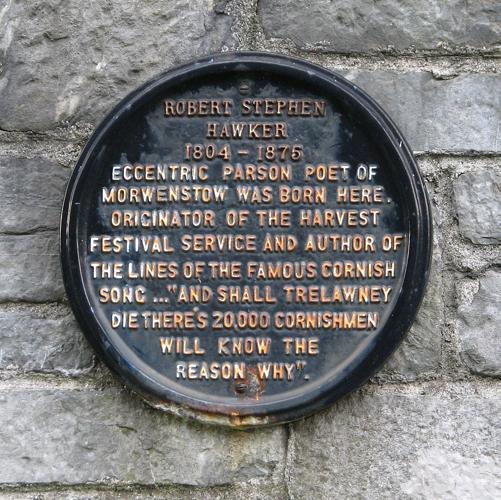 ROBERT STEPHEN
HAWKER
1804 - 1875
ECCENTRIC PARSON POET OF
MORWENSTOW WAS BORN HERE.
ORIGINATOR OF THE HARVEST
FESTIVAL SERVICE AND AUTHOR OF
THE LINES OF THE FAMOUS CORNISH
SONG ..."AND SHALL TRELAWNEY
DIE THERE'S 20,000 CORNISHMEN
WILL KNOW THE
REASON WHY".